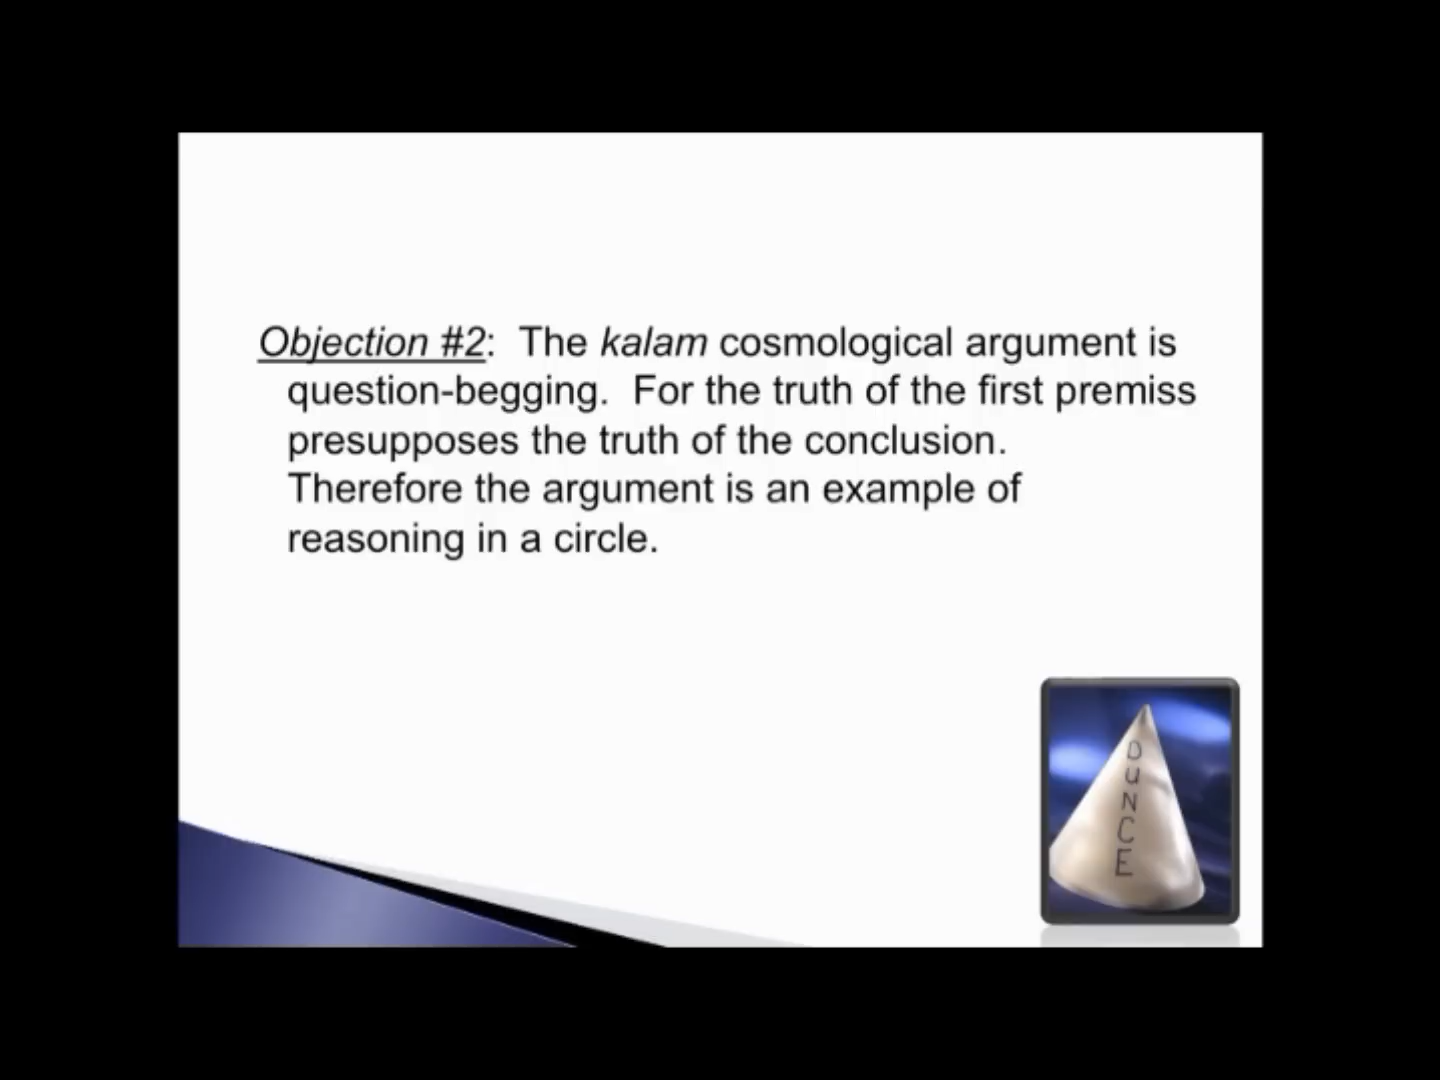 Objection #2: The kalam cosmological argument is
question-begging. For the truth of the first premiss
presupposes the truth of the conclusion.
Therefore the argument is an example of
reasoning in a circle.
DUNCE